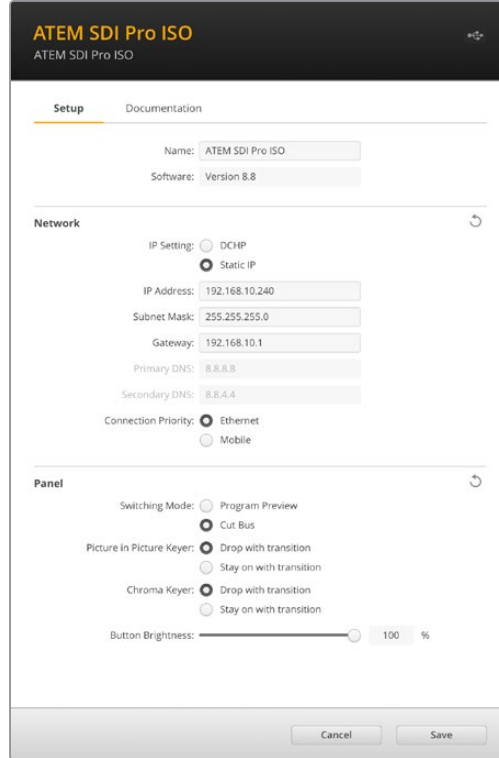 ATEM SDI Pro ISO
ATEM SDI Pro ISO
Setup Documentation
Name: ATEM SDI Pro ISO
Software: Version 8.8
Network
IP Setting: DCHP
Static IP
IP Address: 192.168.10.240
Subnet Mask: 255.255.255.0
Gateway: 192.168.10.1
Primary DNS: 8.8.8.8
Secondary DNS: 8.8.4.4
Connection Priority: Ethernet
Mobile
Panel
Switching Mode: Program Preview
Cut Bus
Picture in Picture Keyer: Drop with transition
Stay on with transition
Chroma Keyer: Drop with transition
Stay on with transition
Button Brightness: 100 %
Cancel Save